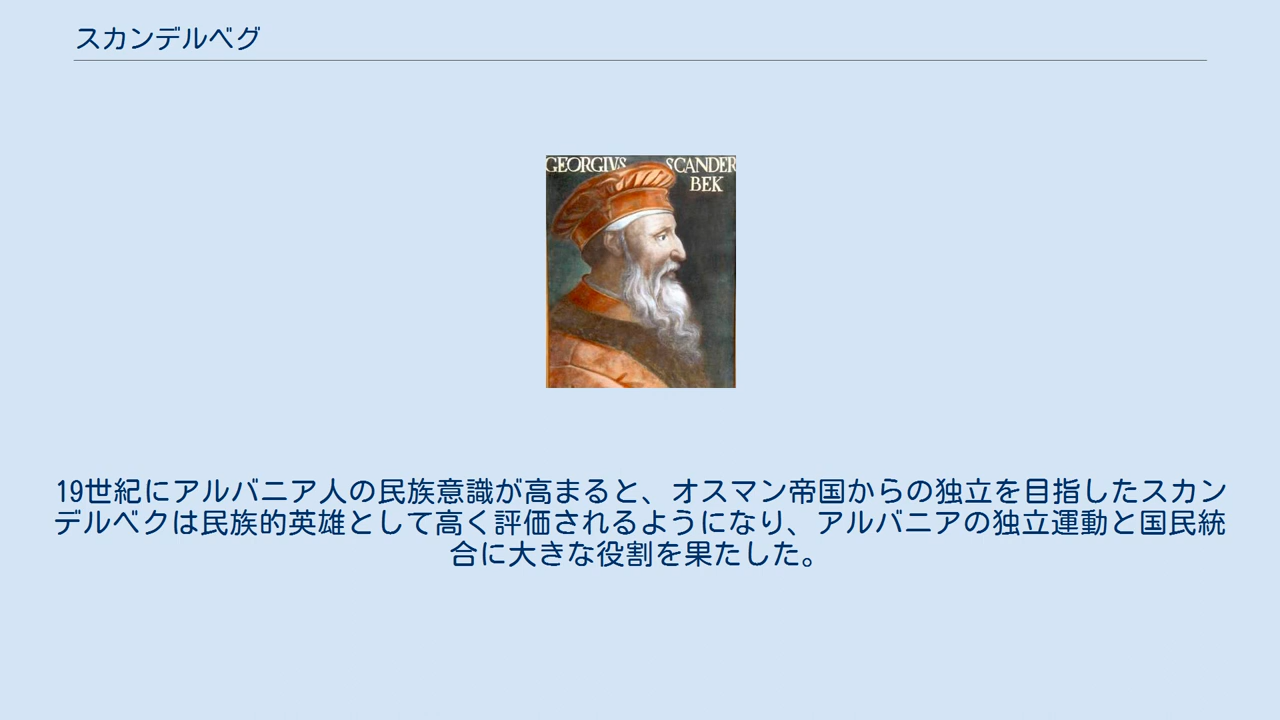 スカンデルベグ
GEORGIVS SCANDER
BEK
19世紀にアルバニア人の民族意識が高まると、オスマン帝国からの独立を目指したスカン
デルベクは民族的英雄として高く評価されるようになり、アルバニアの独立運動と国民統
合に大きな役割を果たした。